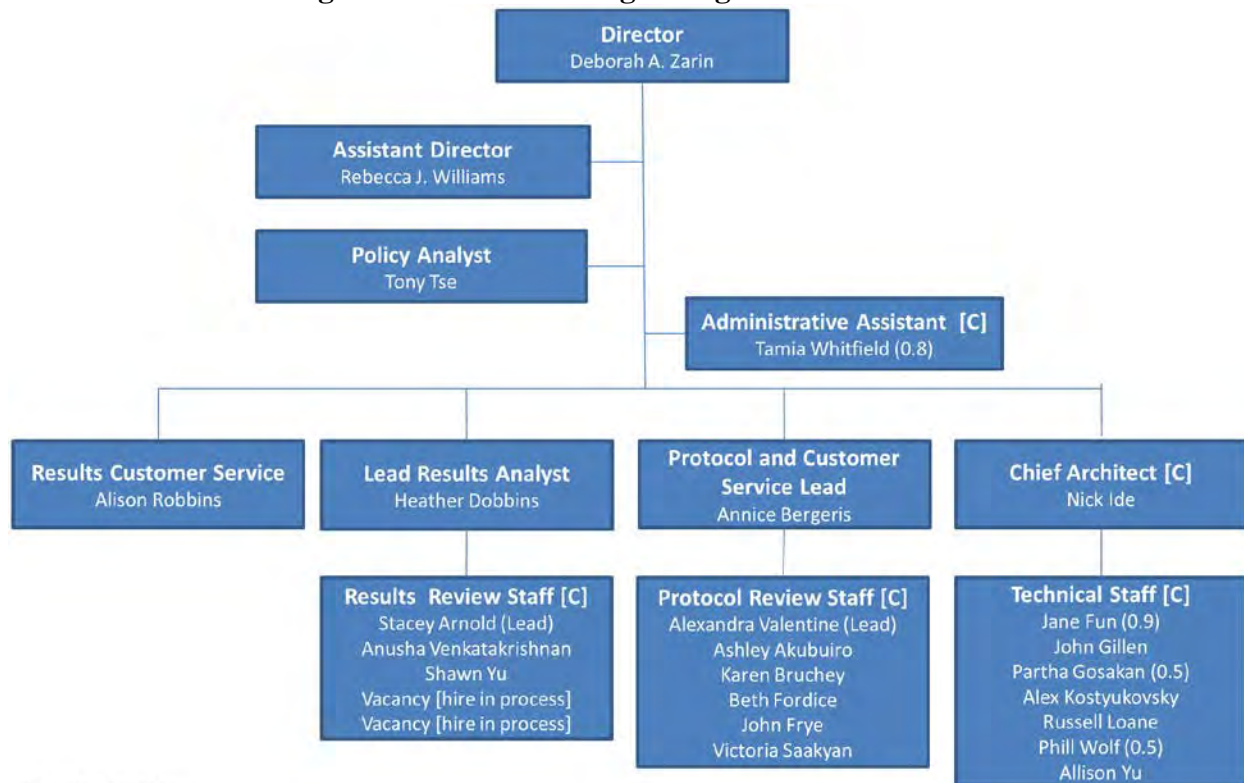 Director
Deborah A. Zarin
Assistant Director
Rebecca J. Williams
Policy Analyst
Tony Tse
Administrative Assistant [C]
Tamia Whitfield (0.8)
Results Customer Service
Alison Robbins
Lead Results Analyst
Heather Dobbins
Protocol and Customer
Service Lead
Annice Bergeris
Chief Architect [C]
Nick Ide
Results Review Staff [C]
Stacey Arnold (Lead)
Anusha Venkatakrishnan
Shawn Yu
Vacancy [hire in process]
Vacancy [hire in process]
Protocol Review Staff [C]
Alexandra Valentine (Lead)
Ashley Akubuiro
Karen Bruchey
Beth Fordice
John Frye
Victoria Saakyan
Technical Staff [C]
Jane Fun (0.9)
John Gillen
Partha Gosakan (0.5)
Alex Kostyukovsky
Russell Loane
Phill Wolf (0.5)
Allison Yu